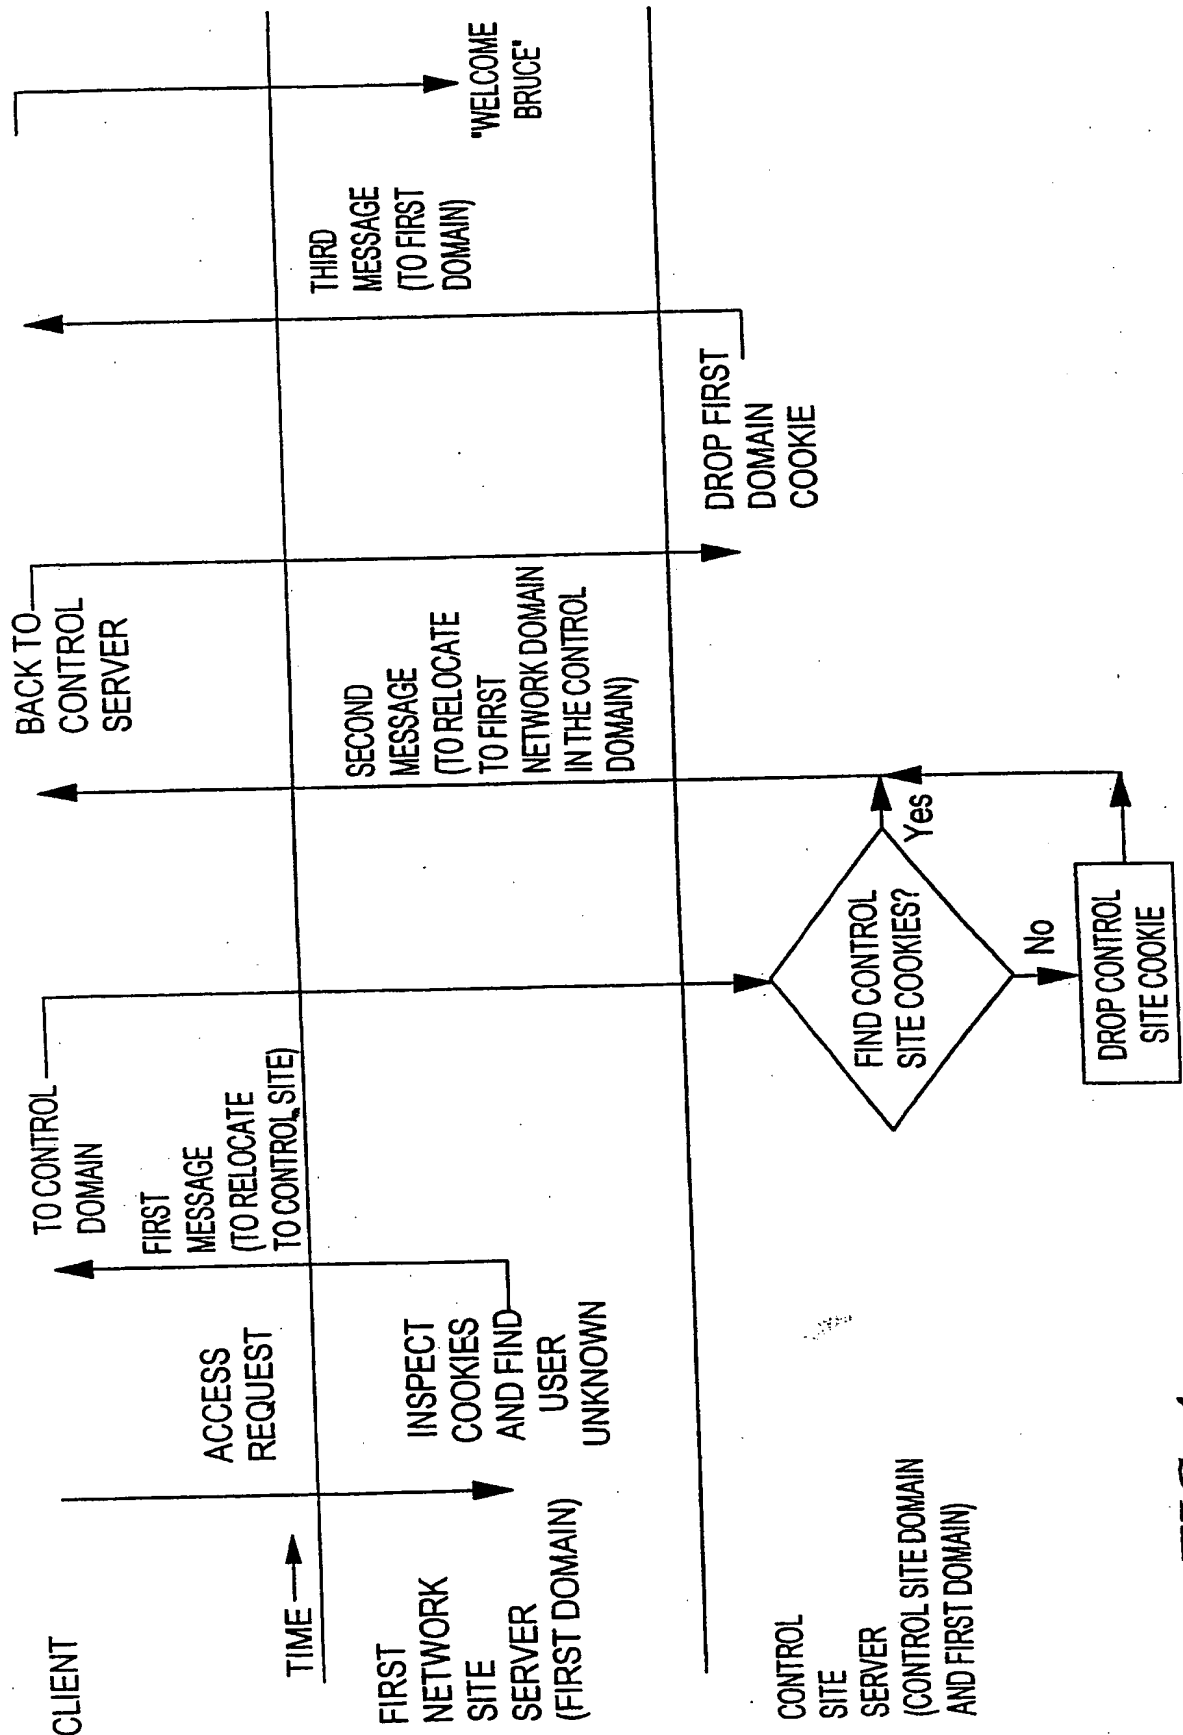 CLIENT
TIME
FIRST
NETWORK
SITE
SERVER
(FIRST DOMAIN)
CONTROL
SITE
SERVER
(CONTROL SITE DOMAIN
AND FIRST DOMAIN)
ACCESS
REQUEST
INSPECT
COOKIES
AND FIND
USER
UNKNOWN
FIRST
MESSAGE
(TO RELOCATE
TO CONTROL SITE)
TO CONTROL
DOMAIN
FIND CONTROL
SITE COOKIES?
Yes
No
DROP CONTROL
SITE COOKIE
SECOND
MESSAGE
(TO RELOCATE
TO FIRST
NETWORK DOMAIN
IN THE CONTROL
DOMAIN)
BACK TO
CONTROL
SERVER
DROP FIRST
DOMAIN
COOKIE
THIRD
MESSAGE
(TO FIRST
DOMAIN)
"WELCOME
BRUCE"